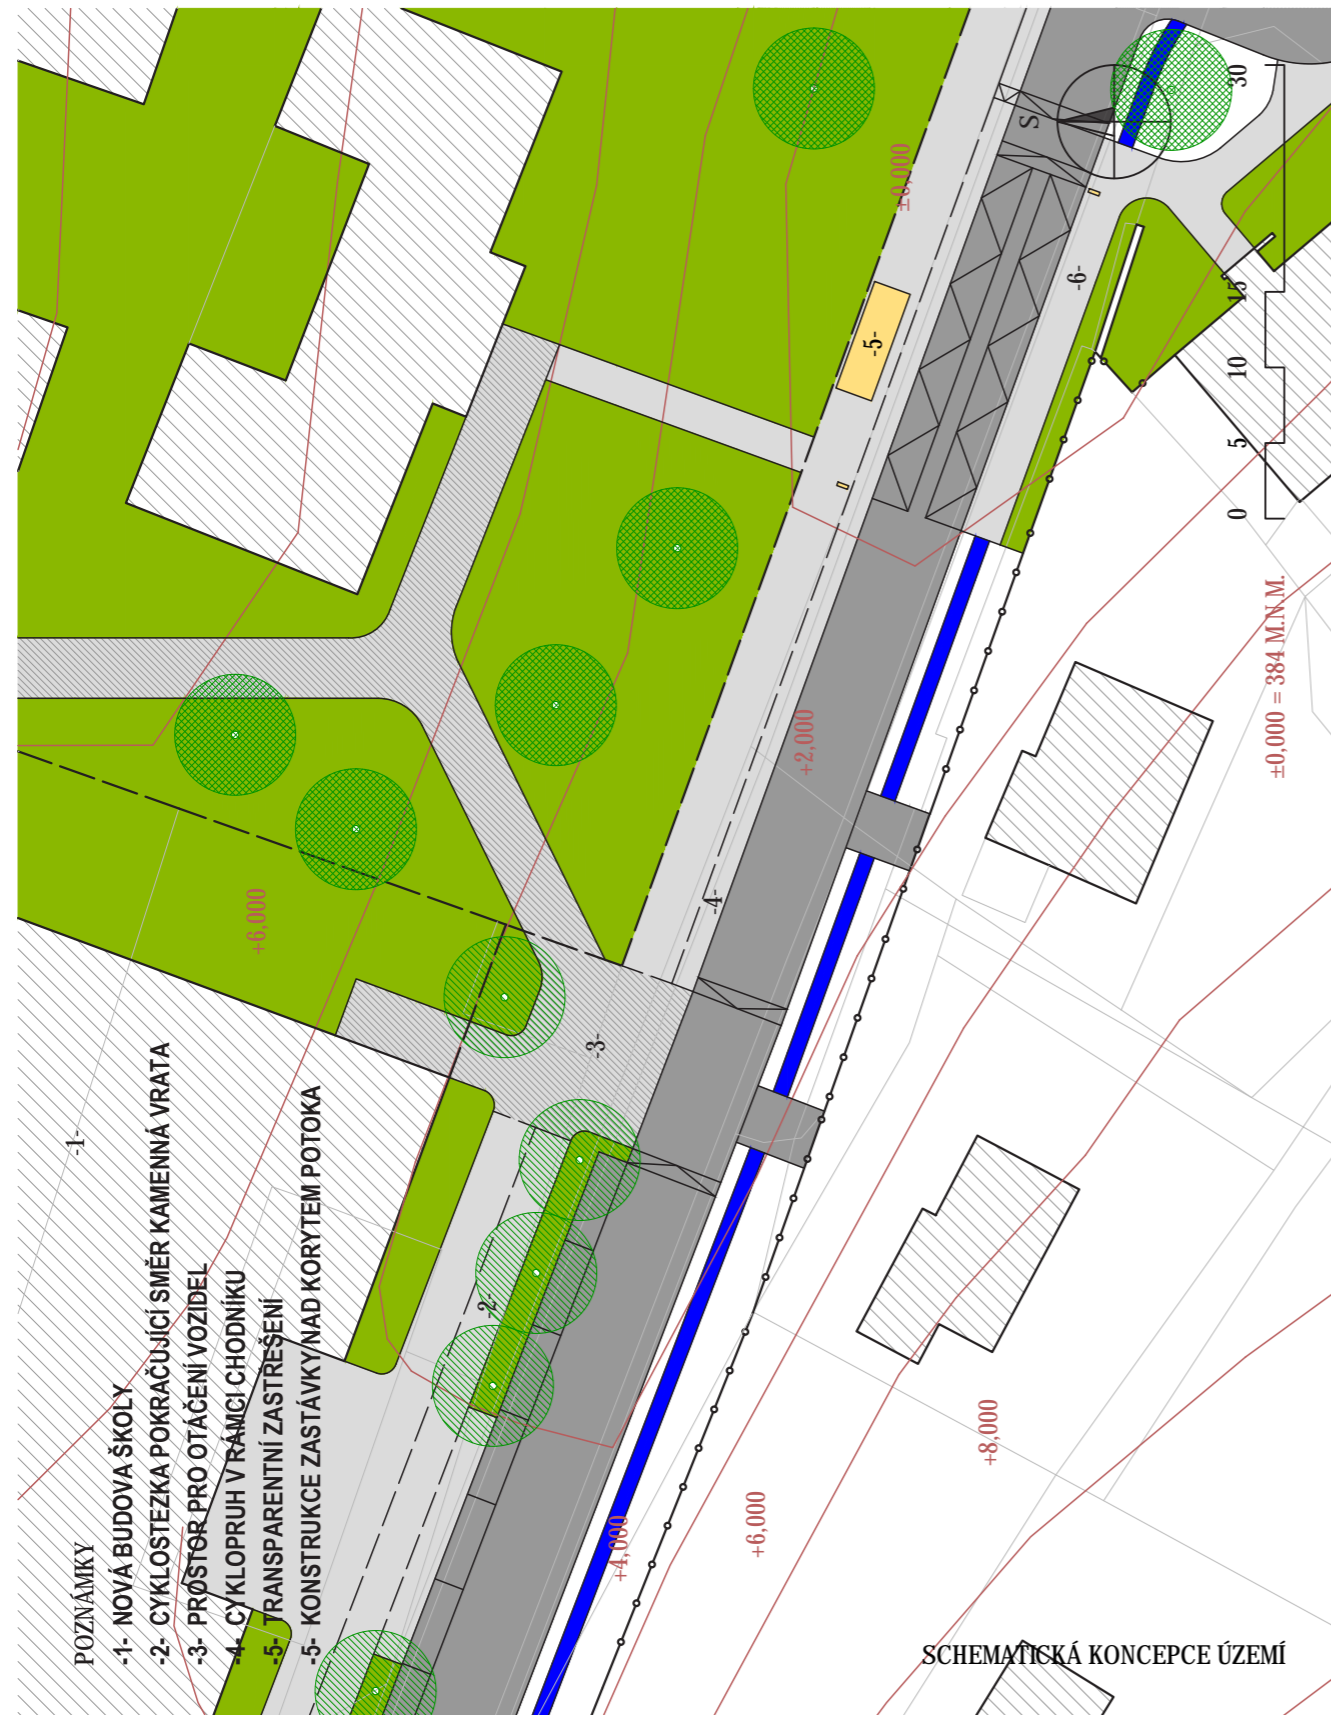 POZNÁMKY
-1- NOVÁ BUDOVA ŠKOLY
-2- CYKLOSTEZKA POKRAČUJÍCÍ SMĚR KAMENNÁ VRATA
-3- PROSTOR PRO OTÁČENÍ VOZIDEL
-4- CYKLOPRUH V RÁMCI CHODNÍKU
-5- TRANSPARENTNÍ ZASTŘEŠENÍ
-5- KONSTRUKCE ZASTÁVKY NAD KORYTEM POTOKA
-1-
-2-
-3-
-4-
-5-
-6-
S
±0,000
+2,000
+4,000
+6,000
+6,000
+8,000
0 5 10 15 30
±0,000 = 384 M.N.M.
SCHEMATICKÁ KONCEPCE ÚZEMÍ